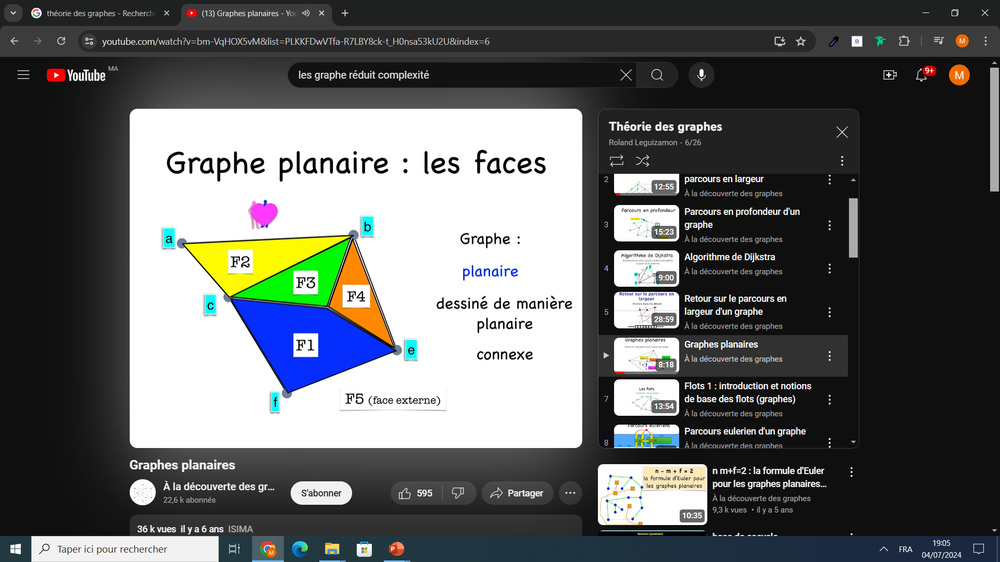 théorie des graphes - Recherch
(13) Graphes planaires - You
youtube.com/watch?v=bm-VqHOX5vM&list=PLKKFDwVTfa-R7LBY8ck-t_H0nsa53kU2U&index=6
B
M
YouTube MA
les graphe réduit complexité
9+
M
Graphe planaire : les faces
a
b
F2
F3
F4
c
F1
e
f
F5 (face externe)
Graphe :
planaire
dessiné de manière
planaire
connexe
Graphes planaires
À la découverte des gr...
22,6 k abonnés
S'abonner
595
Partager
36 k vues il y a 6 ans ISIMA
Théorie des graphes
Roland Leguizamon - 6/26
2
12:55
parcours en largeur
À la découverte des graphes
3
Parcours en profondeur
15:23
Parcours en profondeur d'un
graphe
À la découverte des graphes
4
Algorithme de Dijkstra
9:00
Algorithme de Dijkstra
À la découverte des graphes
5
Retour sur le parcours en
largeur
Entrons dans les détails
28:59
Retour sur le parcours en
largeur d'un graphe
À la découverte des graphes
Graphes planaires
8:18
Graphes planaires
À la découverte des graphes
7
Les flots
13:54
Flots 1 : introduction et notions
de base des flots (graphes)
À la découverte des graphes
8
Parcours eulériens
Parcours eulerien d'un graphe
À la découverte des graphes
n - m + f = 2
la formule d'Euler pour
les graphes planaires
10:35
n m+f=2 : la formule d'Euler
pour les graphes planaires...
À la découverte des graphes
9,3 k vues • il y a 5 ans
Recherche Operationnel
Taper ici pour rechercher
M
P
FRA
19:05
04/07/2024